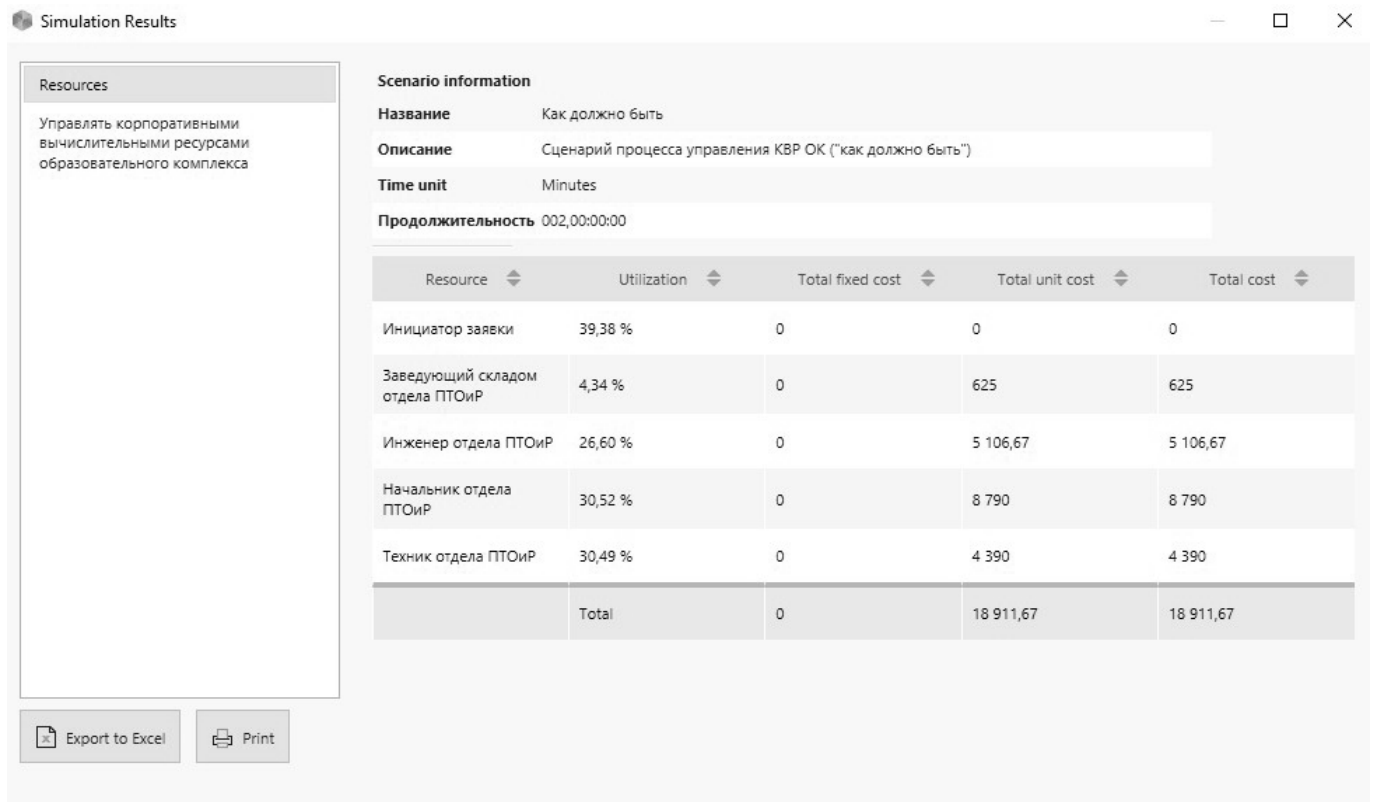 Simulation Results
Resources
Управлять корпоративными
вычислительными ресурсами
образовательного комплекса
Scenario information
Название Как должно быть
Описание Сценарий процесса управления КВР ОК ("как должно быть")
Time unit Minutes
Продолжительность 002,00:00:00
Resource Utilization Total fixed cost Total unit cost Total cost
Инициатор заявки 39,38 % 0 0 0
Заведующий складом
отдела ПТОиР 4,34 % 0 625 625
Инженер отдела ПТОиР 26,60 % 0 5 106,67 5 106,67
Начальник отдела
ПТОиР 30,52 % 0 8 790 8 790
Техник отдела ПТОиР 30,49 % 0 4 390 4 390
Total 0 18 911,67 18 911,67
Export to Excel Print